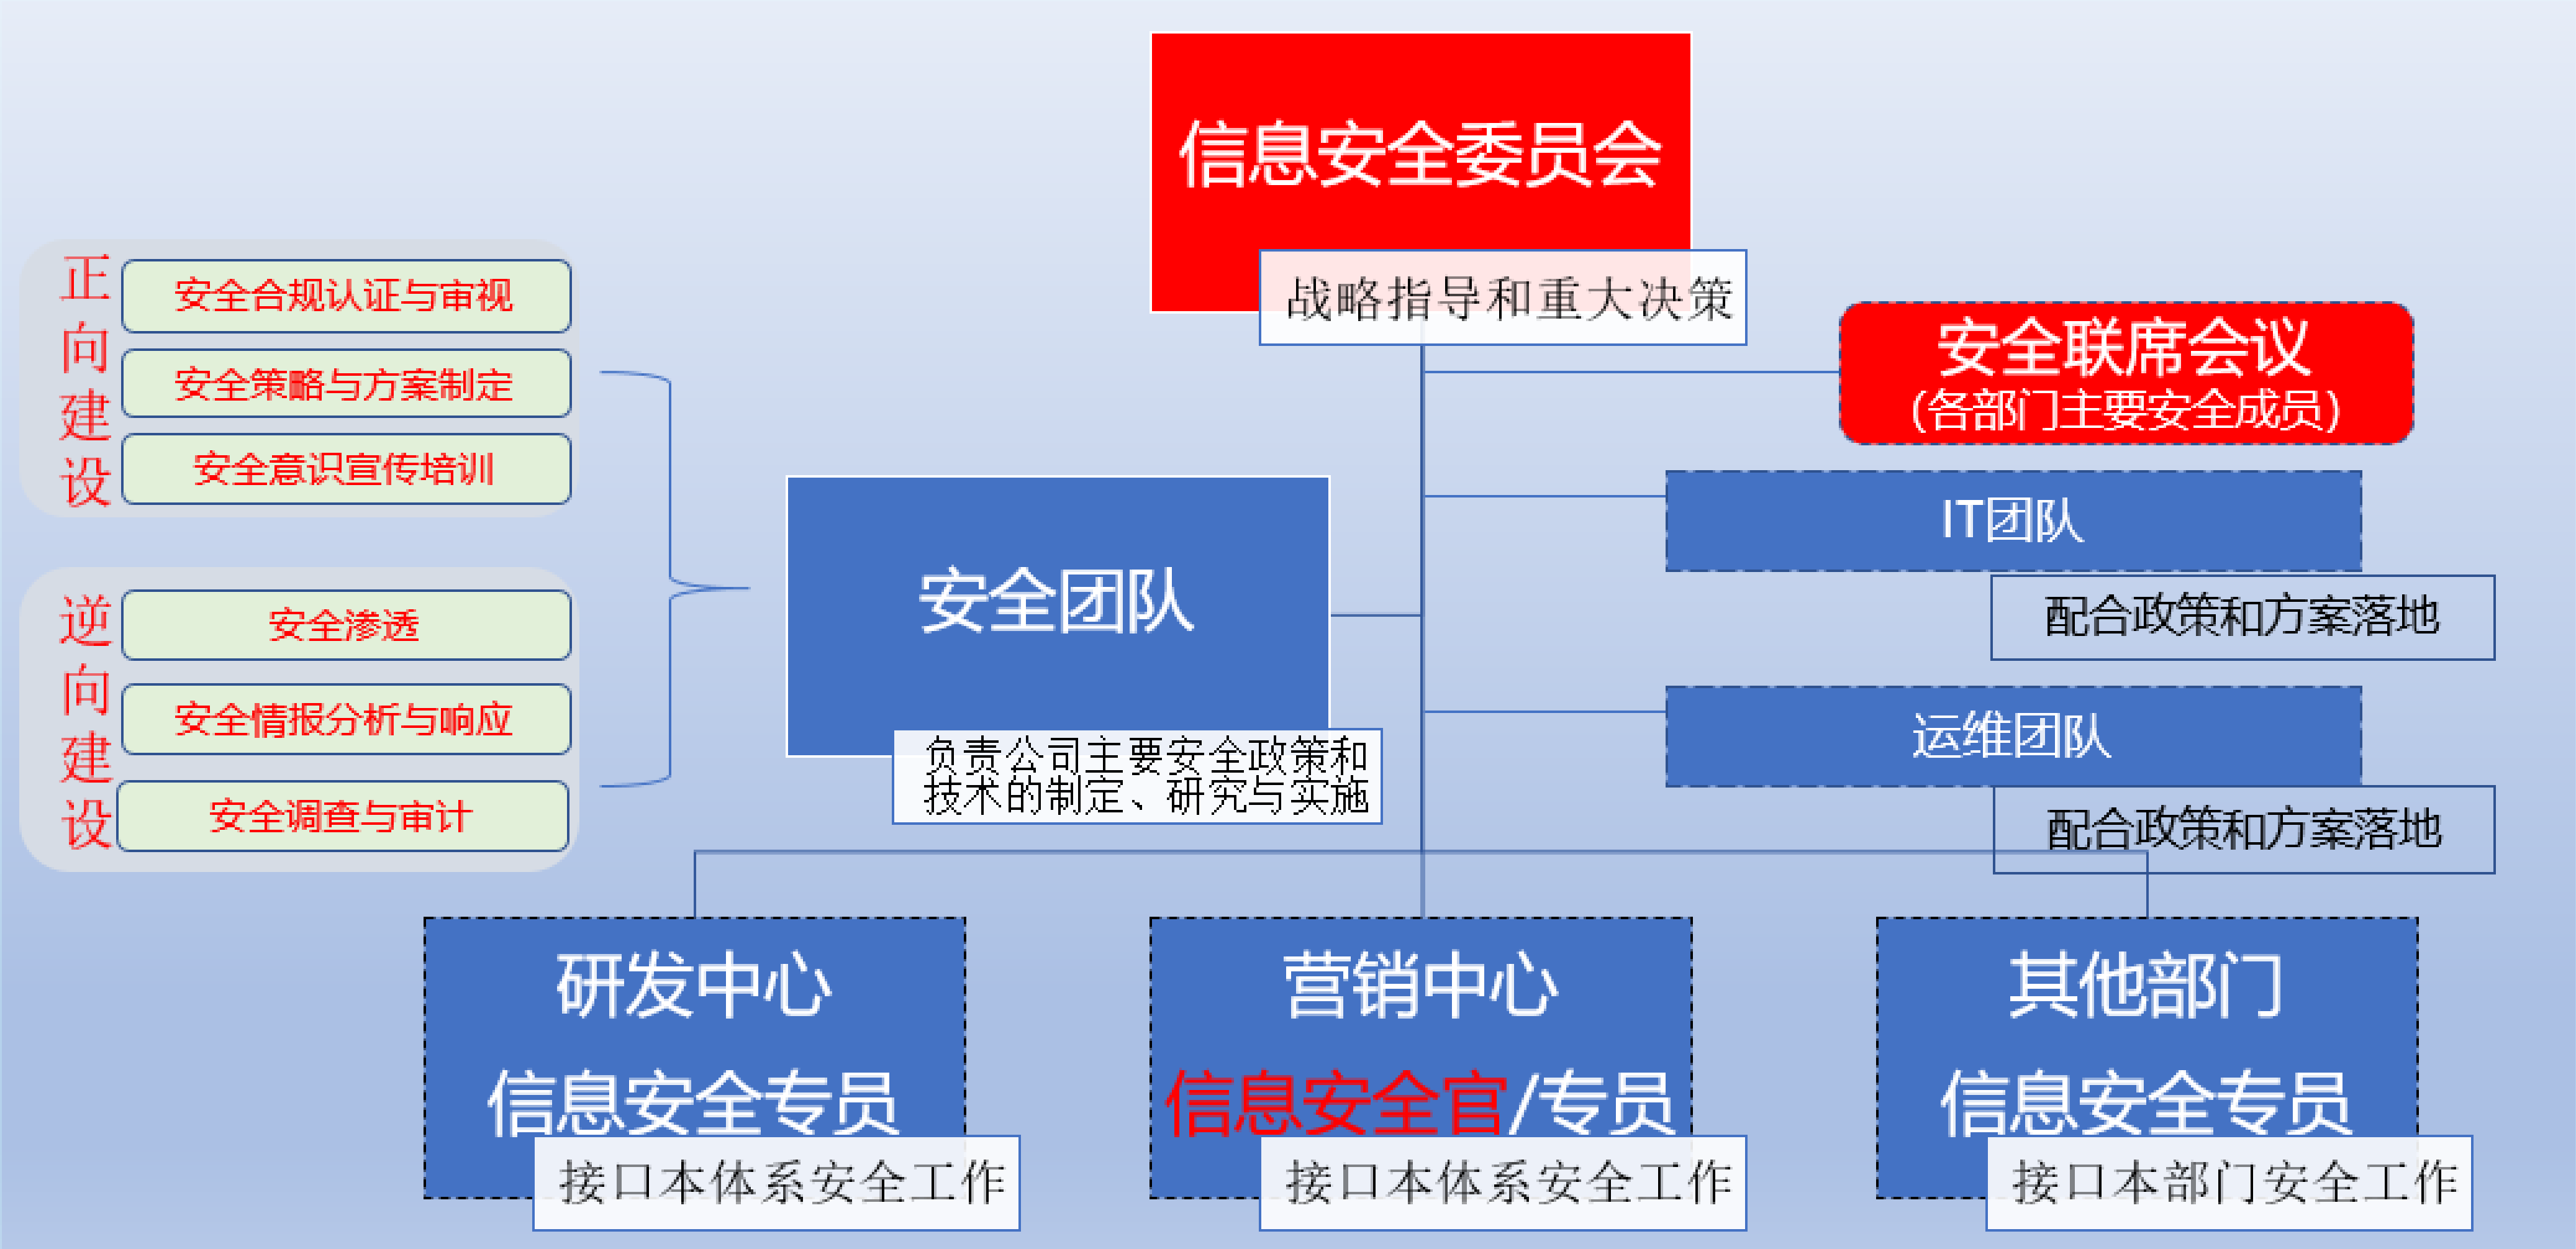 信息安全委员会
战略指导和重大决策
安全联席会议
(各部门主要安全成员)
正向建设
安全合规认证与审视
安全策略与方案制定
安全意识宣传培训
逆向建设
安全渗透
安全情报分析与响应
安全调查与审计
安全团队
负责公司主要安全政策和
技术的制定、研究与实施
IT团队
配合政策和方案落地
运维团队
配合政策和方案落地
研发中心
信息安全专员
接口本体系安全工作
营销中心
信息安全官/专员
接口本体系安全工作
其他部门
信息安全专员
接口本部门安全工作